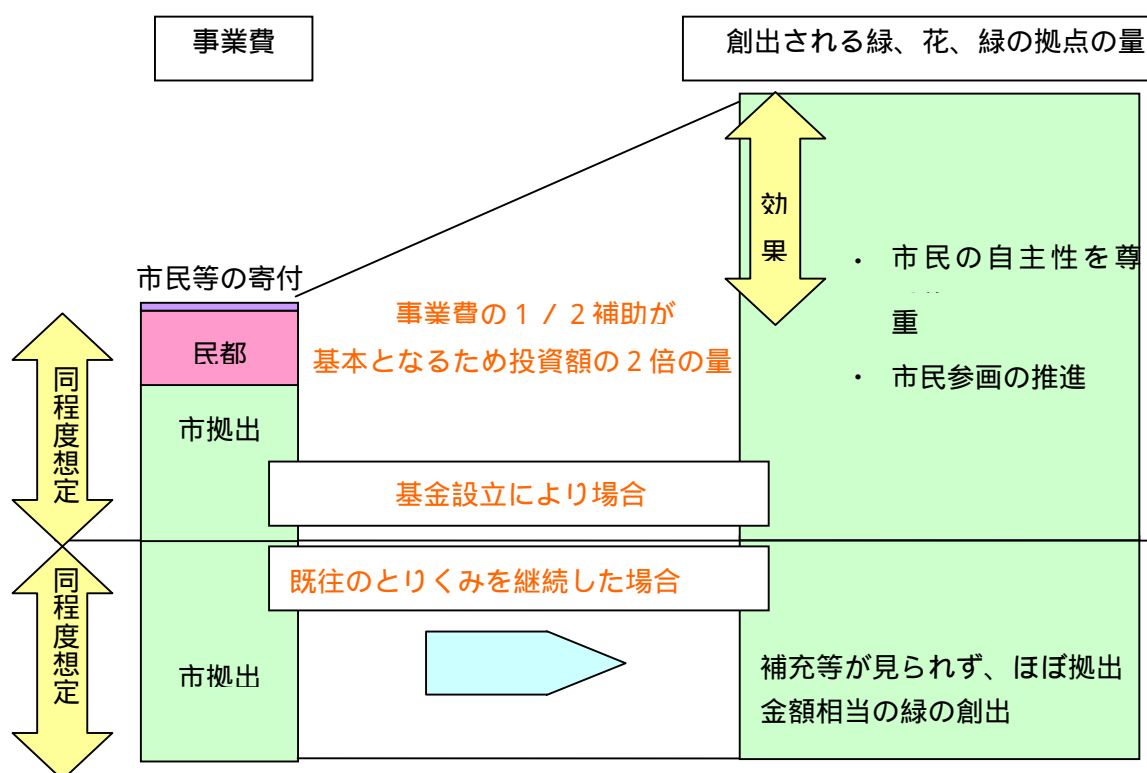 事業費
創出される緑、花、緑の拠点の量
市民等の寄付
民都
市拠出
同程度想定
事業費の1/2補助が
基本となるため投資額の2倍の量
効果
・ 市民の自主性を尊
重
・ 市民参画の推進
基金設立により場合
既往のとりくみを継続した場合
同程度想定
市拠出
補充等が見られず、ほぼ拠出
金額相当の緑の創出